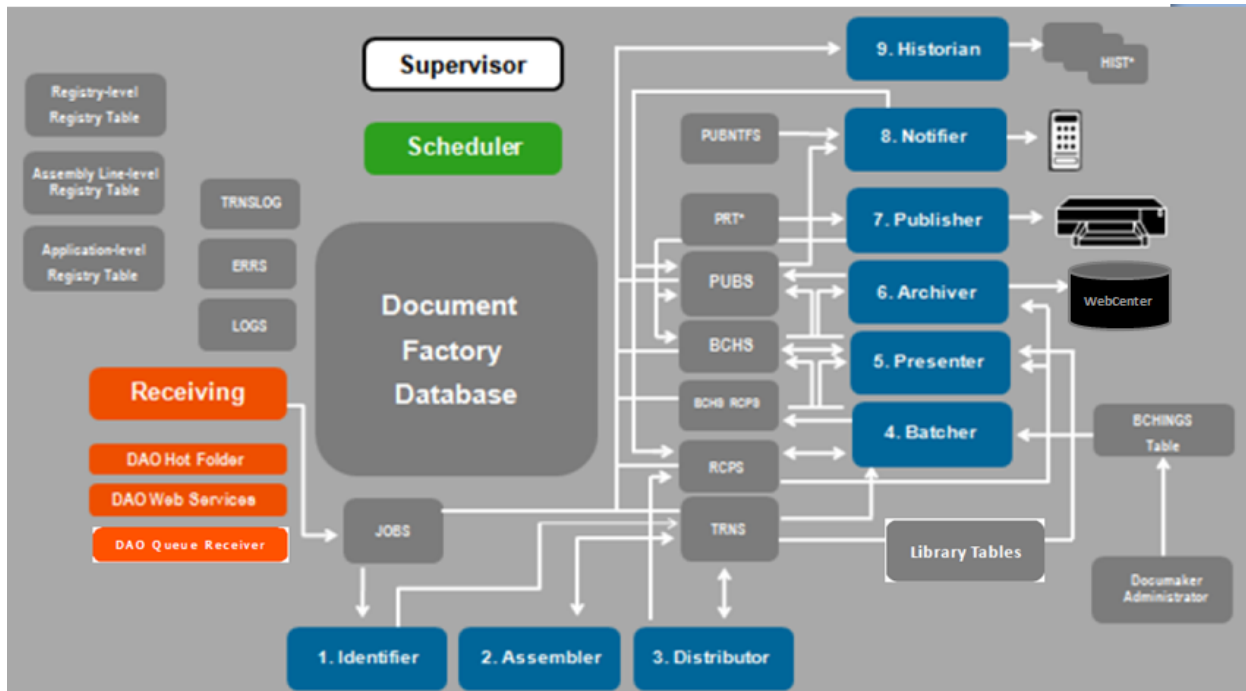 Supervisor
Scheduler
Registry-level
Registry Table
Assembly Line-level
Registry Table
Application-level
Registry Table
TRNSLOG
ERRS
LOGS
Document
Factory
Database
Receiving
DAO Hot Folder
DAO Web Services
DAO Queue Receiver
JOBS
1. Identifier
2. Assembler
3. Distributor
PUBNTFS
PRT*
PUBS
BCHS
BCHS RCPS
RCPS
TRNS
9. Historian
8. Notifier
7. Publisher
6. Archiver
5. Presenter
4. Batcher
HIST*
WebCenter
BCHINGS
Table
Library Tables
Documaker
Administrator